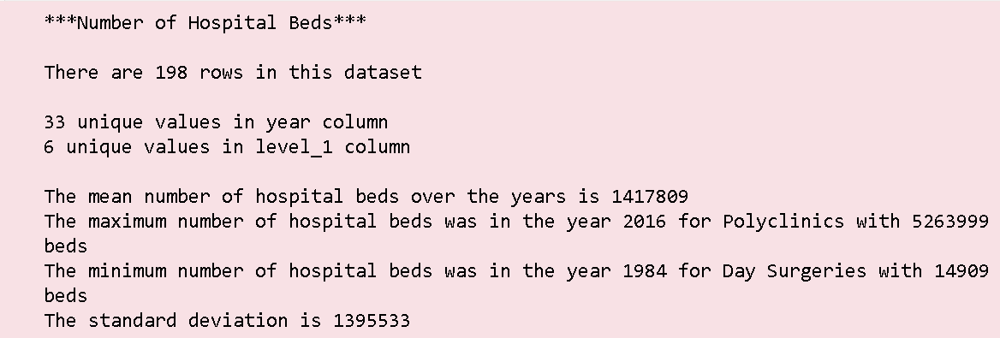 ***Number of Hospital Beds***
There are 198 rows in this dataset
33 unique values in year column
6 unique values in level_1 column
The mean number of hospital beds over the years is 1417809
The maximum number of hospital beds was in the year 2016 for Polyclinics with 5263999
beds
The minimum number of hospital beds was in the year 1984 for Day Surgeries with 14909
beds
The standard deviation is 1395533